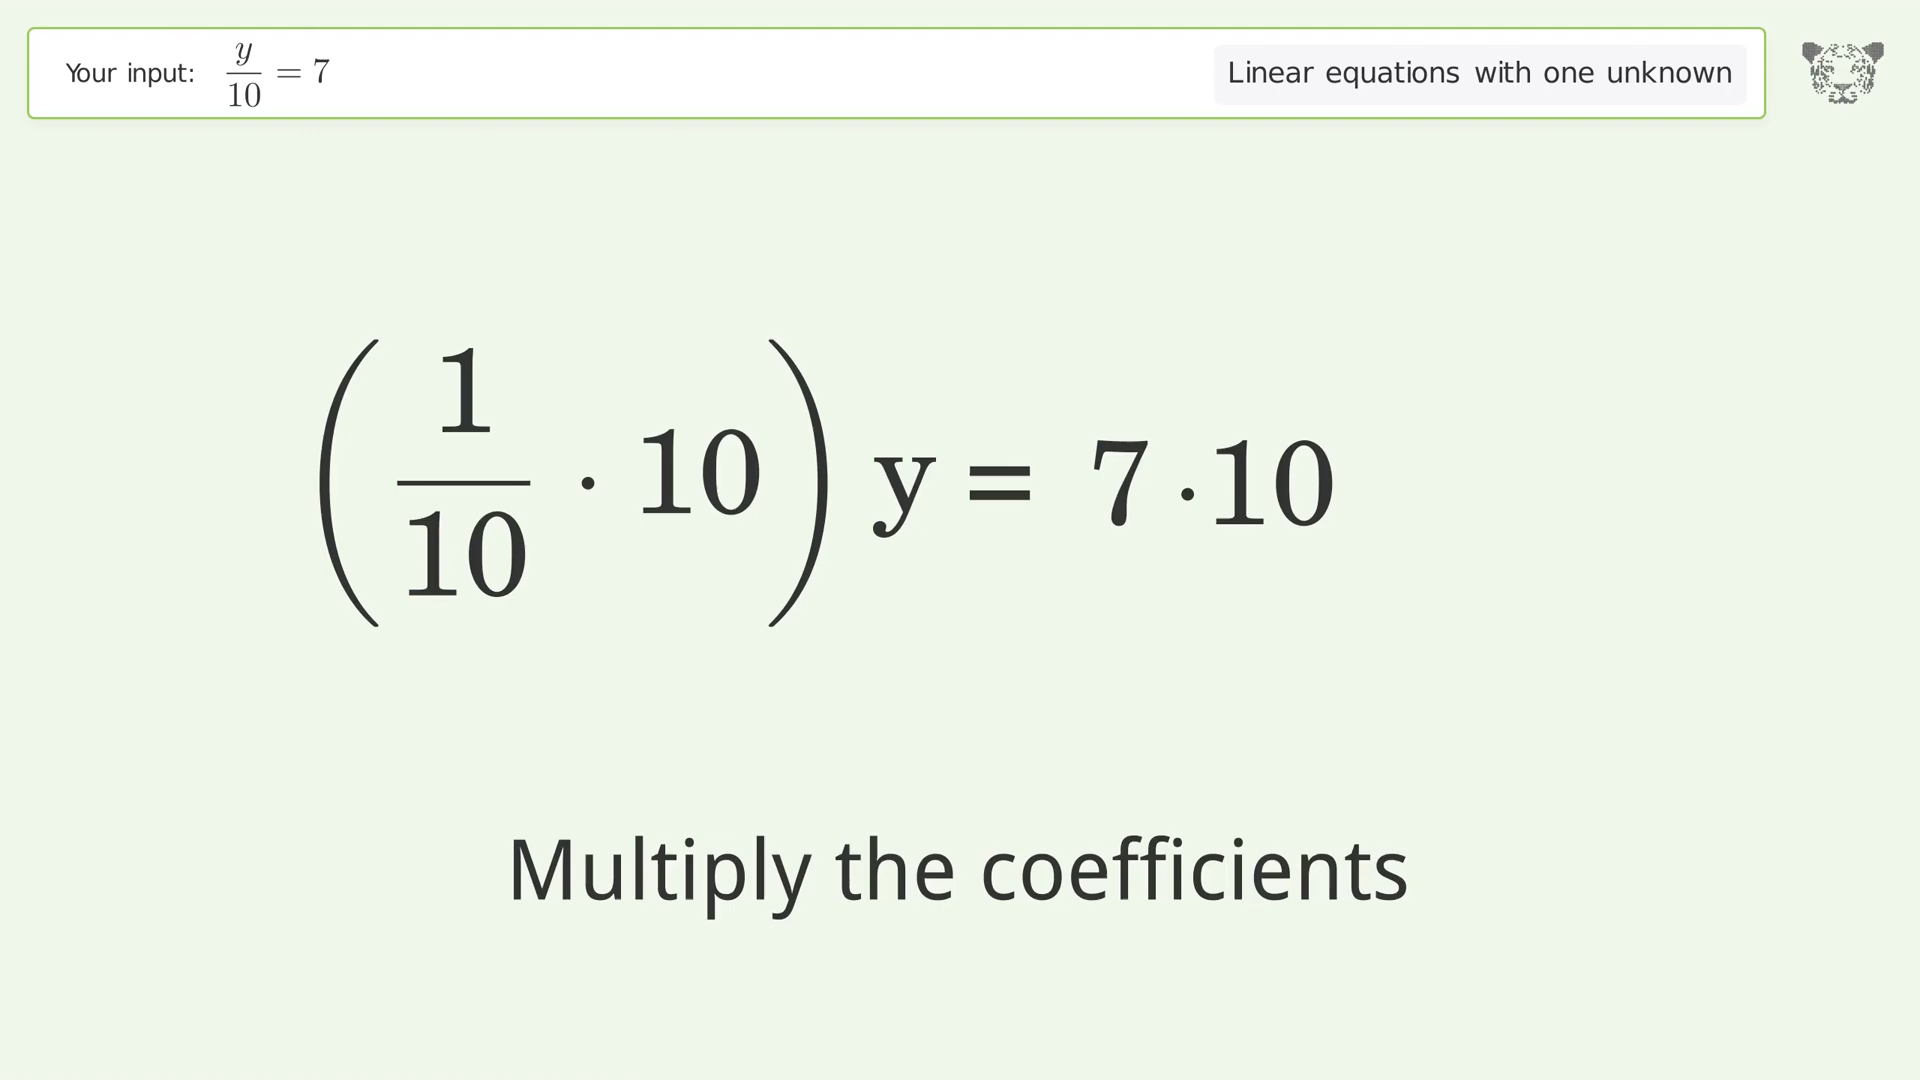 Your input: y/10 = 7
Linear equations with one unknown
(1/10 · 10) y = 7 · 10
Multiply the coefficients